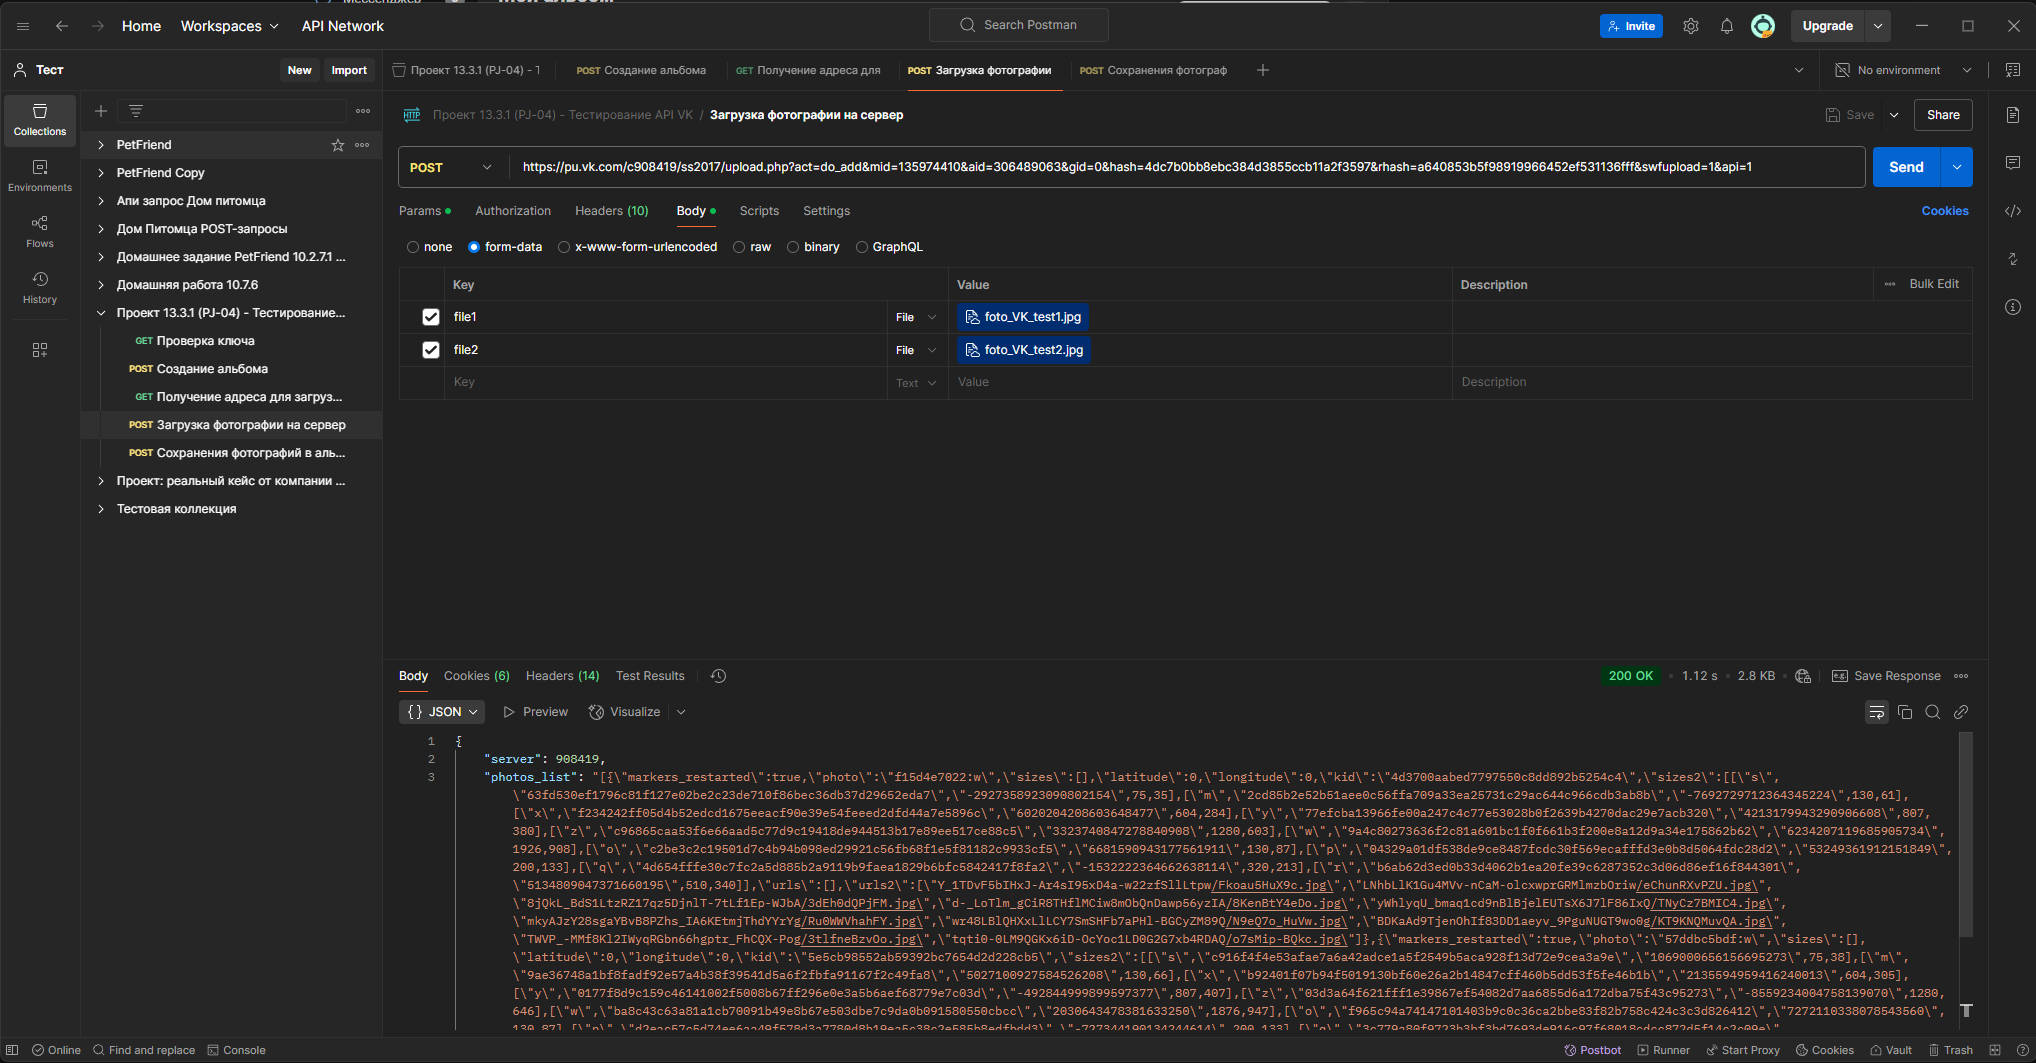 Home Workspaces API Network Search Postman Invite Upgrade
Тест New Import Проект 13.3.1 (PJ-04) - Т POST Создание альбома GET Получение адреса для POST Загрузка фотографии POST Сохранения фотограф No environment
Collections
Environments
Flows
History
PetFriend
PetFriend Copy
Апи запрос Дом питомца
Дом Питомца POST-запросы
Домашнее задание PetFriend 10.2.7.1 ...
Домашняя работа 10.7.6
Проект 13.3.1 (PJ-04) - Тестирование...
GET Проверка ключа
POST Создание альбома
GET Получение адреса для загруз...
POST Загрузка фотографии на сервер
POST Сохранения фотографий в аль...
Проект: реальный кейс от компании ...
Тестовая коллекция
HTTP Проект 13.3.1 (PJ-04) - Тестирование API VK / Загрузка фотографии на сервер Save Share
POST https://pu.vk.com/c908419/ss2017/upload.php?act=do_add&mid=135974410&aid=306489063&gid=0&hash=4dc7b0bb8ebc384d3855ccb11a2f3597&rhash=a640853b5f98919966452ef531136fff&swfupload=1&api=1 Send
Params Authorization Headers (10) Body Scripts Settings Cookies
none form-data x-www-form-urlencoded raw binary GraphQL
Key Value Description Bulk Edit
file1 File foto_VK_test1.jpg
file2 File foto_VK_test2.jpg
Key Text Value Description
Body Cookies (6) Headers (14) Test Results 200 OK 1.12 s 2.8 KB Save Response
{} JSON Preview Visualize
1 {
2 "server": 908419,
3 "photos_list": "[{\"markers_restarted\":true,\"photo\":\"f15d4e7022:w\",\"sizes\":[],\"latitude\":0,\"longitude\":0,\"kid\":\"4d3700aabed7797550c8dd892b5254c4\",\"sizes2\":[[\"s\",
\"63fd530ef1796c81f127e02be2c23de710f86bec36db37d29652eda7\",\"-2927358923090802154\",75,35],[\"m\",\"2cd85b2e52b51aee0c56ffa709a33ea25731c29ac644c966cdb3ab8b\",\"-7692729712364345224\",130,61],
[\"x\",\"f234242ff05d4b52edcd1675eeacf90e39e54feeed2dfd44a7e5896c\",\"6020204208603648477\",604,284],[\"y\",\"77efcba13966fe00a247c4c77e53028b0f2639b4270dac29e7acb320\",\"4213179943290906608\",807,
380],[\"z\",\"c96865caa53f6e66aad5c77d9c19418de944513b17e89ee517ce88c5\",\"3323740847278840908\",1280,603],[\"w\",\"9a4c80273636f2c81a601bc1f0f661b3f200e8a12d9a34e175862b62\",\"6234207119685905734\",
1926,908],[\"o\",\"c2be3c2c19501d7c4b94b098ed29921c56fb68f1e5f81182c9933cf5\",\"6681590943177561911\",130,87],[\"p\",\"04329a01df538de9ce8487fcdc30f569ecafffd3e0b8d5064fdc28d2\",\"53249361912151849\",
200,133],[\"q\",\"4d654fffe30c7fc2a5d885b2a9119b9faea1829b6bfc5842417f8fa2\",\"-1532222364662638114\",320,213],[\"r\",\"b6ab62d3ed0b33d4062b1ea20fe39c6287352c3d06d86ef16f844301\",
\"5134809047371660195\",510,340]],\"urls\":[],\"urls2\":[\"Y_1TDvF5bIHxJ-Ar4sI95xD4a-w22zfSllLtpw/Fkoau5HuX9c.jpg\",\"LNhbLlK1Gu4MVv-nCaM-olcxwprGRMlmzbOriw/eChunRXvPZU.jpg\",
\"8jQkL_BdS1LtzRZ17qz5DjnlT-7tLf1Ep-WJbA/3dEh0dQPjFM.jpg\",\"d-_LoTlm_gCiR8THflMCiw8mObQnDawp56yzIA/8KenBtY4eDo.jpg\",\"yWhlyqU_bmaq1cd9nBlBjelEUTsX6J7lF86IxQ/TNyCz7BMIC4.jpg\",
\"mkyAJzY28sgaYBvB8PZhs_IA6KEtmjThdYYrYg/Ru0WWVhahFY.jpg\",\"wr48LBlQHXxLlLCY7SmSHFb7aPHl-BGCyZM89Q/N9eQ7o_HuVw.jpg\",\"BDKaAd9TjenOhIf83DD1aeyv_9PguNUGT9wo0g/KT9KNQMuvQA.jpg\",
\"TWVP_-MMf8Kl2IWyqRGbn66hgptr_FhCQX-Pog/3tlfneBzvOo.jpg\",\"tqti0-0LM9QGKx6iD-OcYoc1LD0G2G7xb4RDAQ/o7sMip-BQkc.jpg\"]},{\"markers_restarted\":true,\"photo\":\"57ddbc5bdf:w\",\"sizes\":[],
\"latitude\":0,\"longitude\":0,\"kid\":\"5e5cb98552ab59392bc7654d2d228cb5\",\"sizes2\":[[\"s\",\"c916f4f4e53afae7a6a42adce1a5f2549b5aca928f13d72e9cea3a9e\",\"1069000656156695273\",75,38],[\"m\",
\"9ae36748a1bf8fadf92e57a4b38f39541d5a6f2fbfa91167f2c49fa8\",\"5027100927584526208\",130,66],[\"x\",\"b92401f07b94f5019130bf60e26a2b14847cff460b5dd53f5fe46b1b\",\"2135594959416240013\",604,305],
[\"y\",\"0177f8d9c159c46141002f5008b67ff296e0e3a5b6aef68779e7c03d\",\"-492844999899597377\",807,407],[\"z\",\"03d3a64f621fff1e39867ef54082d7aa6855d6a172dba75f43c95273\",\"-8559234004758139070\",1280,
646],[\"w\",\"ba8c43c63a81a1cb70091b49e8b67e503dbe7c9da0b091580550cbcc\",\"2030643478381633250\",1876,947],[\"o\",\"f965c94a74147101403b9c0c36ca2bbe83f82b758c424c3c3d826412\",\"7272110338078543560\",
Online Find and replace Console Postbot Runner Start Proxy Cookies Vault Trash